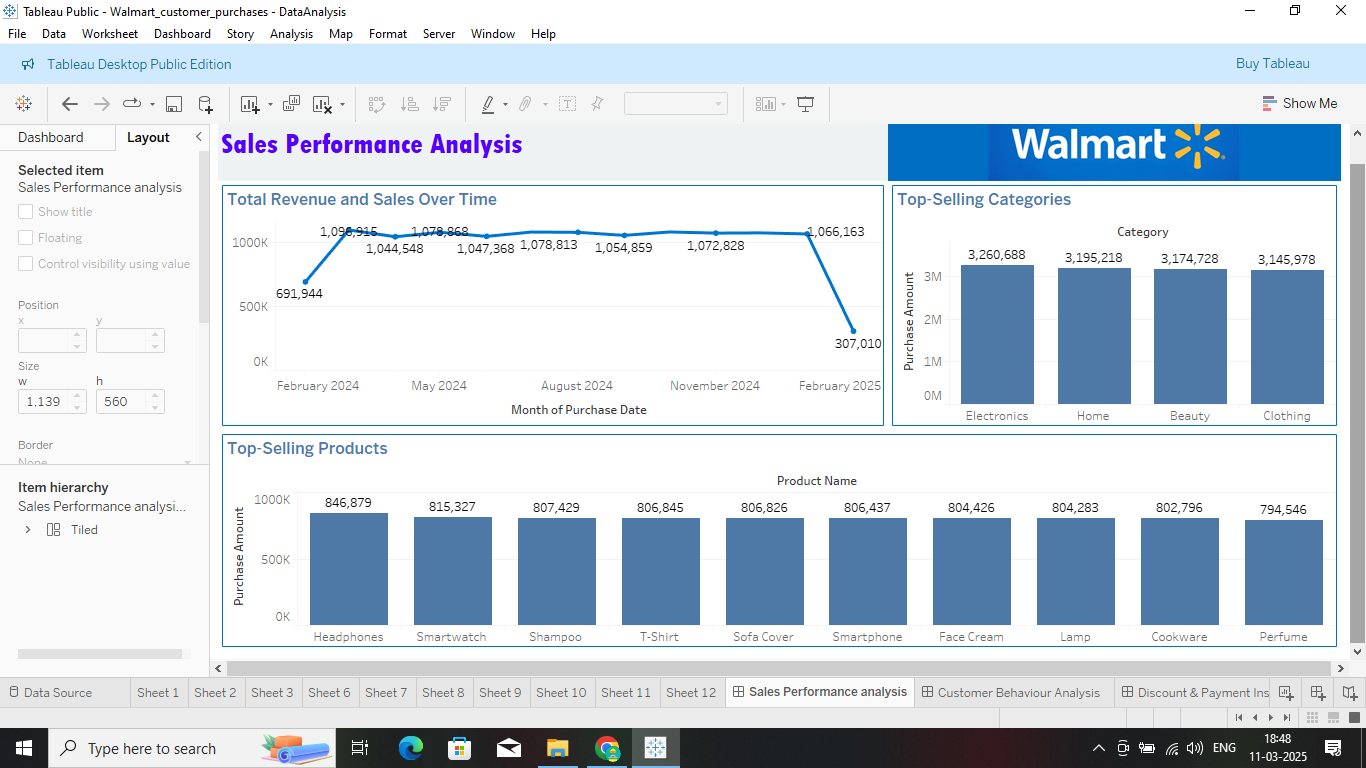 Tableau Public - Walmart_customer_purchases - DataAnalysis
File Data Worksheet Dashboard Story Analysis Map Format Server Window Help
Tableau Desktop Public Edition
Buy Tableau
Show Me
Dashboard Layout
Selected item
Sales Performance analysis
Show title
Floating
Control visibility using value
Position
x y
Size
w h
1,139 560
Border
None
Item hierarchy
Sales Performance analysi...
Tiled
Sales Performance Analysis
Walmart
Total Revenue and Sales Over Time
1000K
500K
0K
691,944
1,044,548
1,078,868
1,047,368
1,078,813
1,054,859
1,072,828
1,066,163
307,010
February 2024 May 2024 August 2024 November 2024 February 2025
Month of Purchase Date
Top-Selling Categories
Category
Purchase Amount
3M
2M
1M
0M
3,260,688 3,195,218 3,174,728 3,145,978
Electronics Home Beauty Clothing
Top-Selling Products
Product Name
Purchase Amount
1000K
500K
0K
846,879 815,327 807,429 806,845 806,826 806,437 804,426 804,283 802,796 794,546
Headphones Smartwatch Shampoo T-Shirt Sofa Cover Smartphone Face Cream Lamp Cookware Perfume
Data Source Sheet 1 Sheet 2 Sheet 3 Sheet 6 Sheet 7 Sheet 8 Sheet 9 Sheet 10 Sheet 11 Sheet 12 Sales Performance analysis Customer Behaviour Analysis Discount & Payment Ins
Type here to search
ENG
18:48
11-03-2025